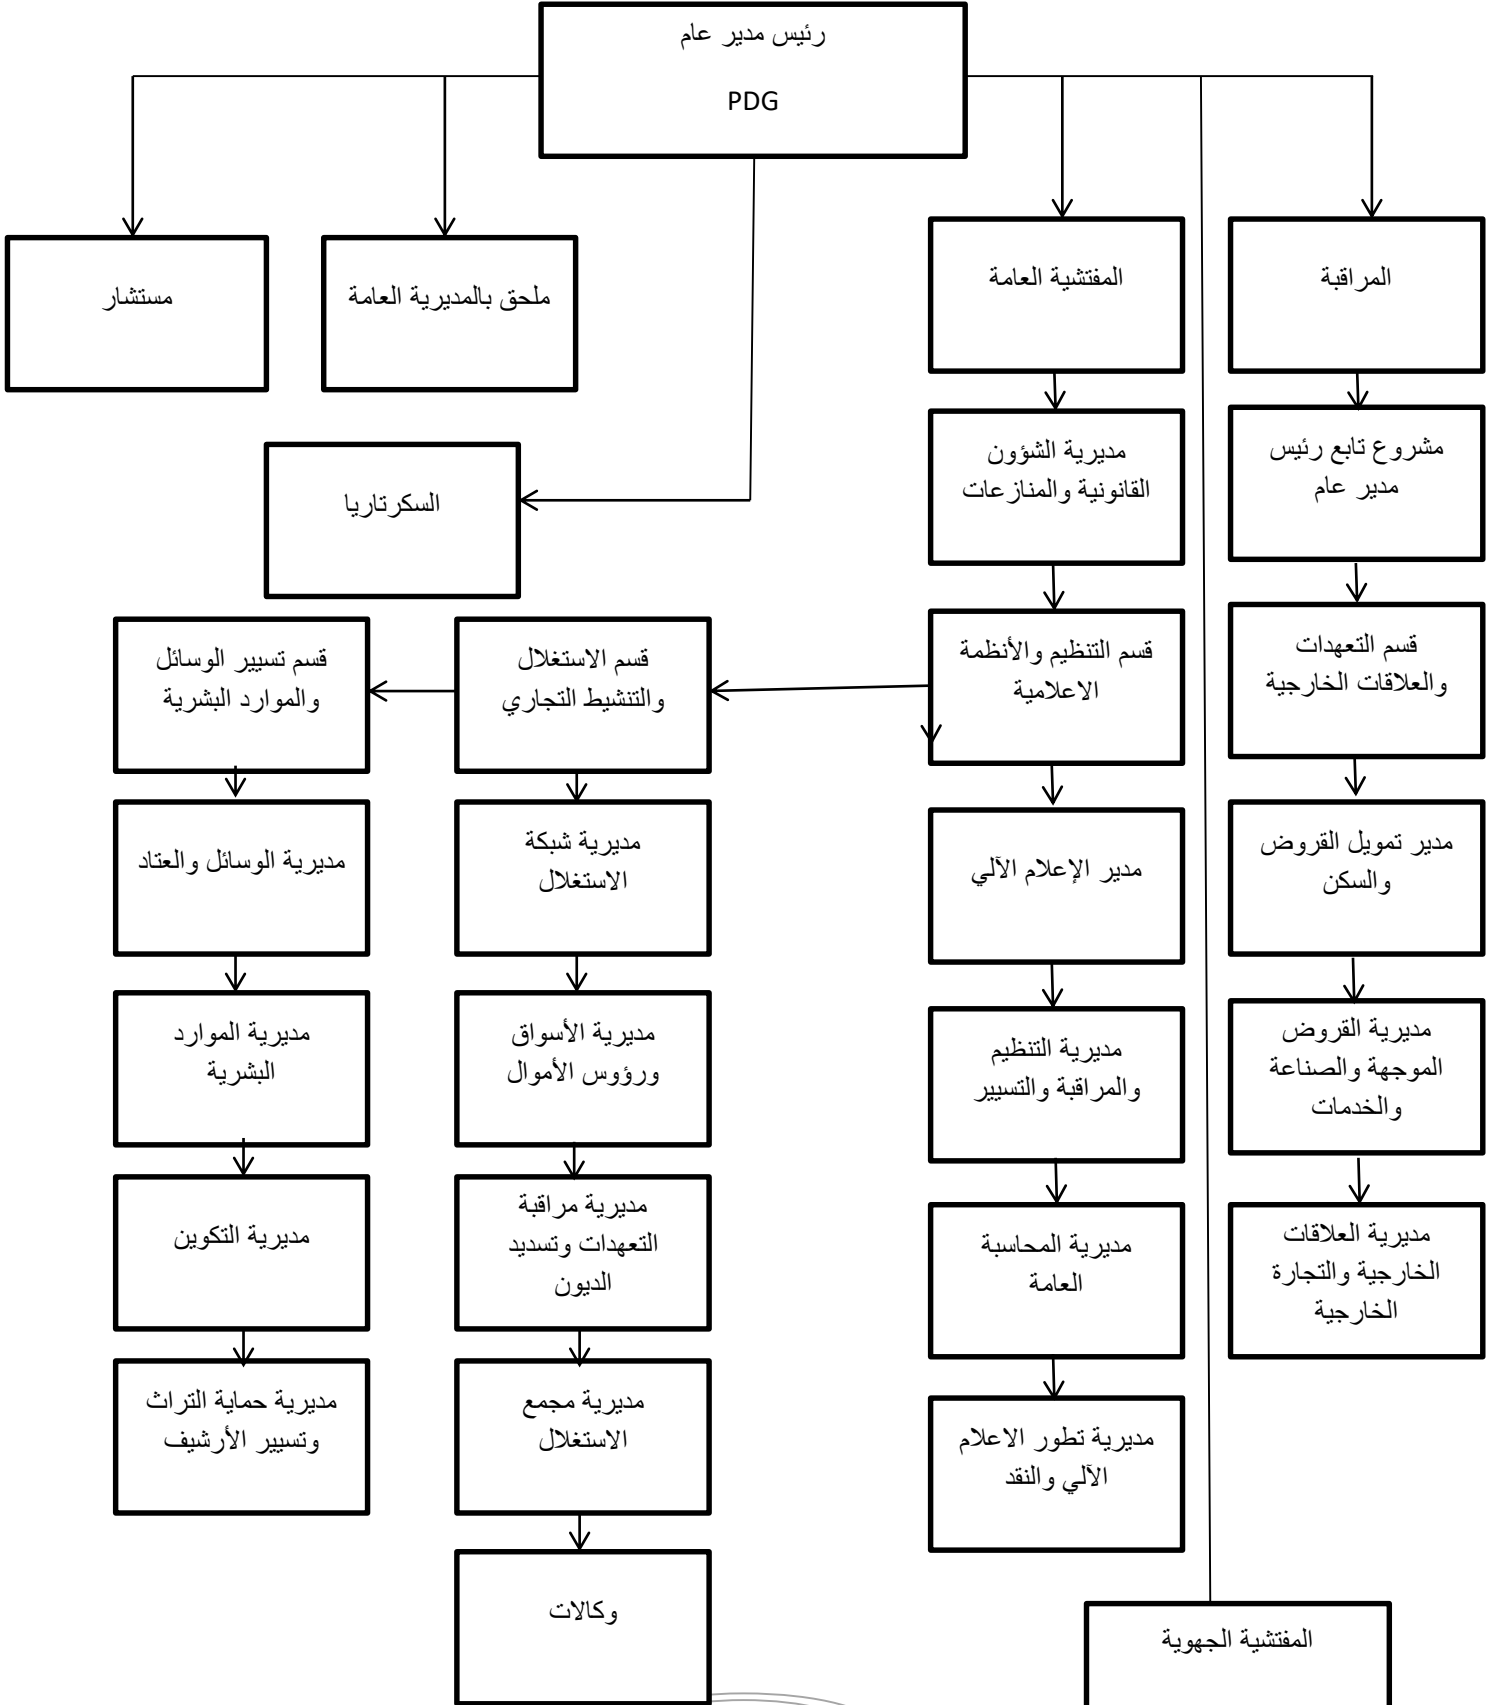 رئيس مدير عام
PDG
المراقبة
المفتشية العامة
ملحق بالمديرية العامة
مستشار
مشروع تابع رئيس
مدير عام
مديرية الشؤون
القانونية والمنازعات
السكرتاريا
قسم التعهدات
والعلاقات الخارجية
قسم التنظيم والأنظمة
الاعلامية
قسم الاستغلال
والتنشيط التجاري
قسم تسيير الوسائل
والموارد البشرية
مدير تمويل القروض
والسكن
مدير الإعلام الآلي
مديرية شبكة
الاستغلال
مديرية الوسائل والعتاد
مديرية القروض
الموجهة والصناعة
والخدمات
مديرية التنظيم
والمراقبة والتسيير
مديرية الأسواق
ورؤوس الأموال
مديرية الموارد
البشرية
مديرية العلاقات
الخارجية والتجارة
الخارجية
مديرية المحاسبة
العامة
مديرية مراقبة
التعهدات وتسديد
الديون
مديرية التكوين
مديرية تطور الاعلام
الآلي والنقد
مديرية مجمع
الاستغلال
مديرية حماية التراث
وتسيير الأرشيف
المفتشية الجهوية
وكالات